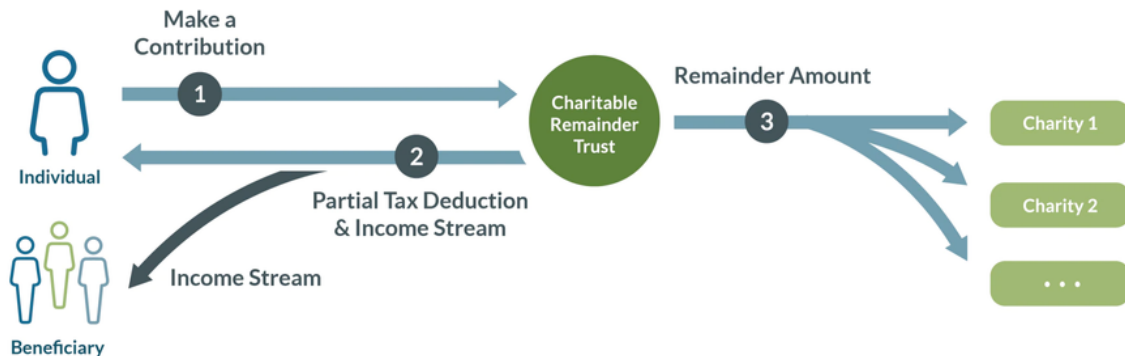 Make a
Contribution
1
Individual
Charitable
Remainder
Trust
2
Partial Tax Deduction
& Income Stream
Income Stream
Beneficiary
Remainder Amount
3
Charity 1
Charity 2
• • •